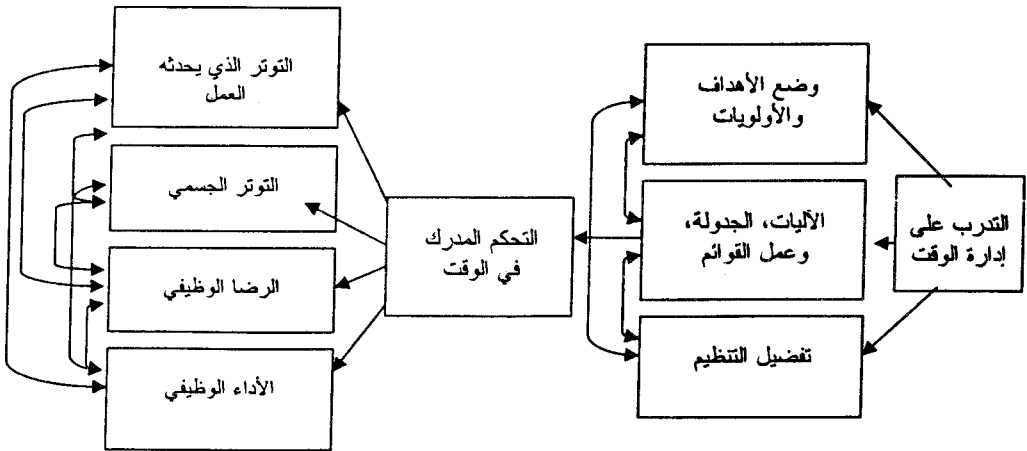 التدرب على
إدارة الوقت
وضع الأهداف
والأولويات
الآليات، الجدولة،
وعمل القوائم
تفضيل التنظيم
التحكم المدرك
في الوقت
التوتر الذي يحدثه
العمل
التوتر الجسمي
الرضا الوظيفي
الأداء الوظيفي